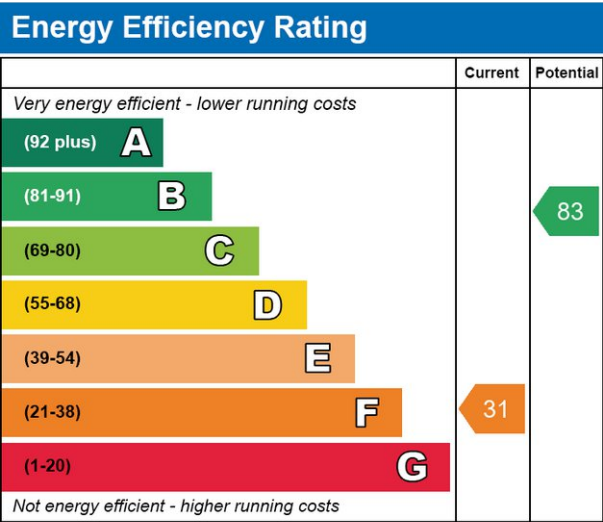 Energy Efficiency Rating
Current Potential
Very energy efficient - lower running costs
(92 plus) A
(81-91) B
83
(69-80) C
(55-68) D
(39-54) E
(21-38) F
31
(1-20) G
Not energy efficient - higher running costs